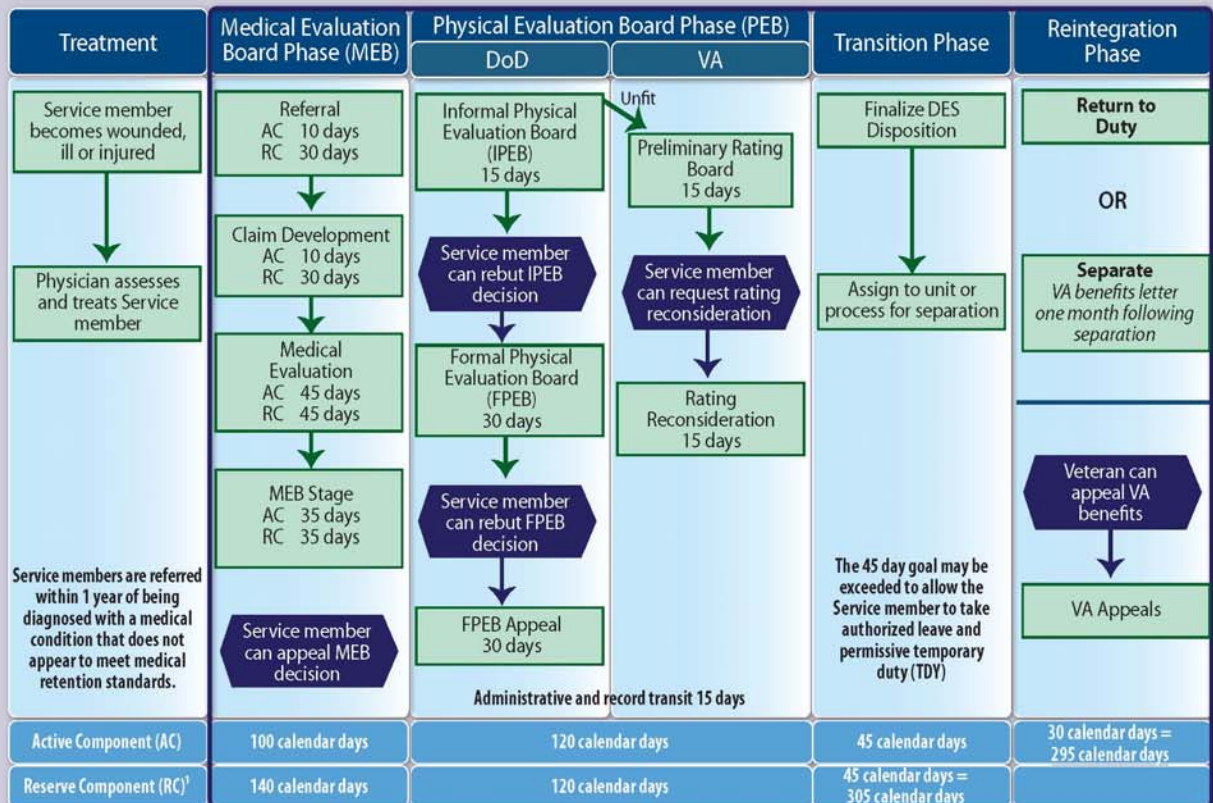 Treatment
Service member
becomes wounded,
ill or injured
Physician assesses
and treats Service
member
Service members are referred
within 1 year of being
diagnosed with a medical
condition that does not
appear to meet medical
retention standards.
Medical Evaluation
Board Phase (MEB)
Referral
AC 10 days
RC 30 days
Claim Development
AC 10 days
RC 30 days
Medical
Evaluation
AC 45 days
RC 45 days
MEB Stage
AC 35 days
RC 35 days
Service member
can appeal MEB
decision
Physical Evaluation Board Phase (PEB)
DoD
Informal Physical
Evaluation Board
(IPEB)
15 days
Service member
can rebut IPEB
decision
Formal Physical
Evaluation Board
(FPEB)
30 days
Service member
can rebut FPEB
decision
FPEB Appeal
30 days
VA
Unfit
Preliminary Rating
Board
15 days
Service member
can request rating
reconsideration
Rating
Reconsideration
15 days
Administrative and record transit 15 days
Transition Phase
Finalize DES
Disposition
Assign to unit or
process for separation
The 45 day goal may be
exceeded to allow the
Service member to take
authorized leave and
permissive temporary
duty (TDY)
Reintegration
Phase
Return to
Duty
OR
Separate
VA benefits letter
one month following
separation
Veteran can
appeal VA
benefits
VA Appeals
Active Component (AC)
100 calendar days
120 calendar days
45 calendar days
30 calendar days =
295 calendar days
Reserve Component (RC)¹
140 calendar days
120 calendar days
45 calendar days =
305 calendar days